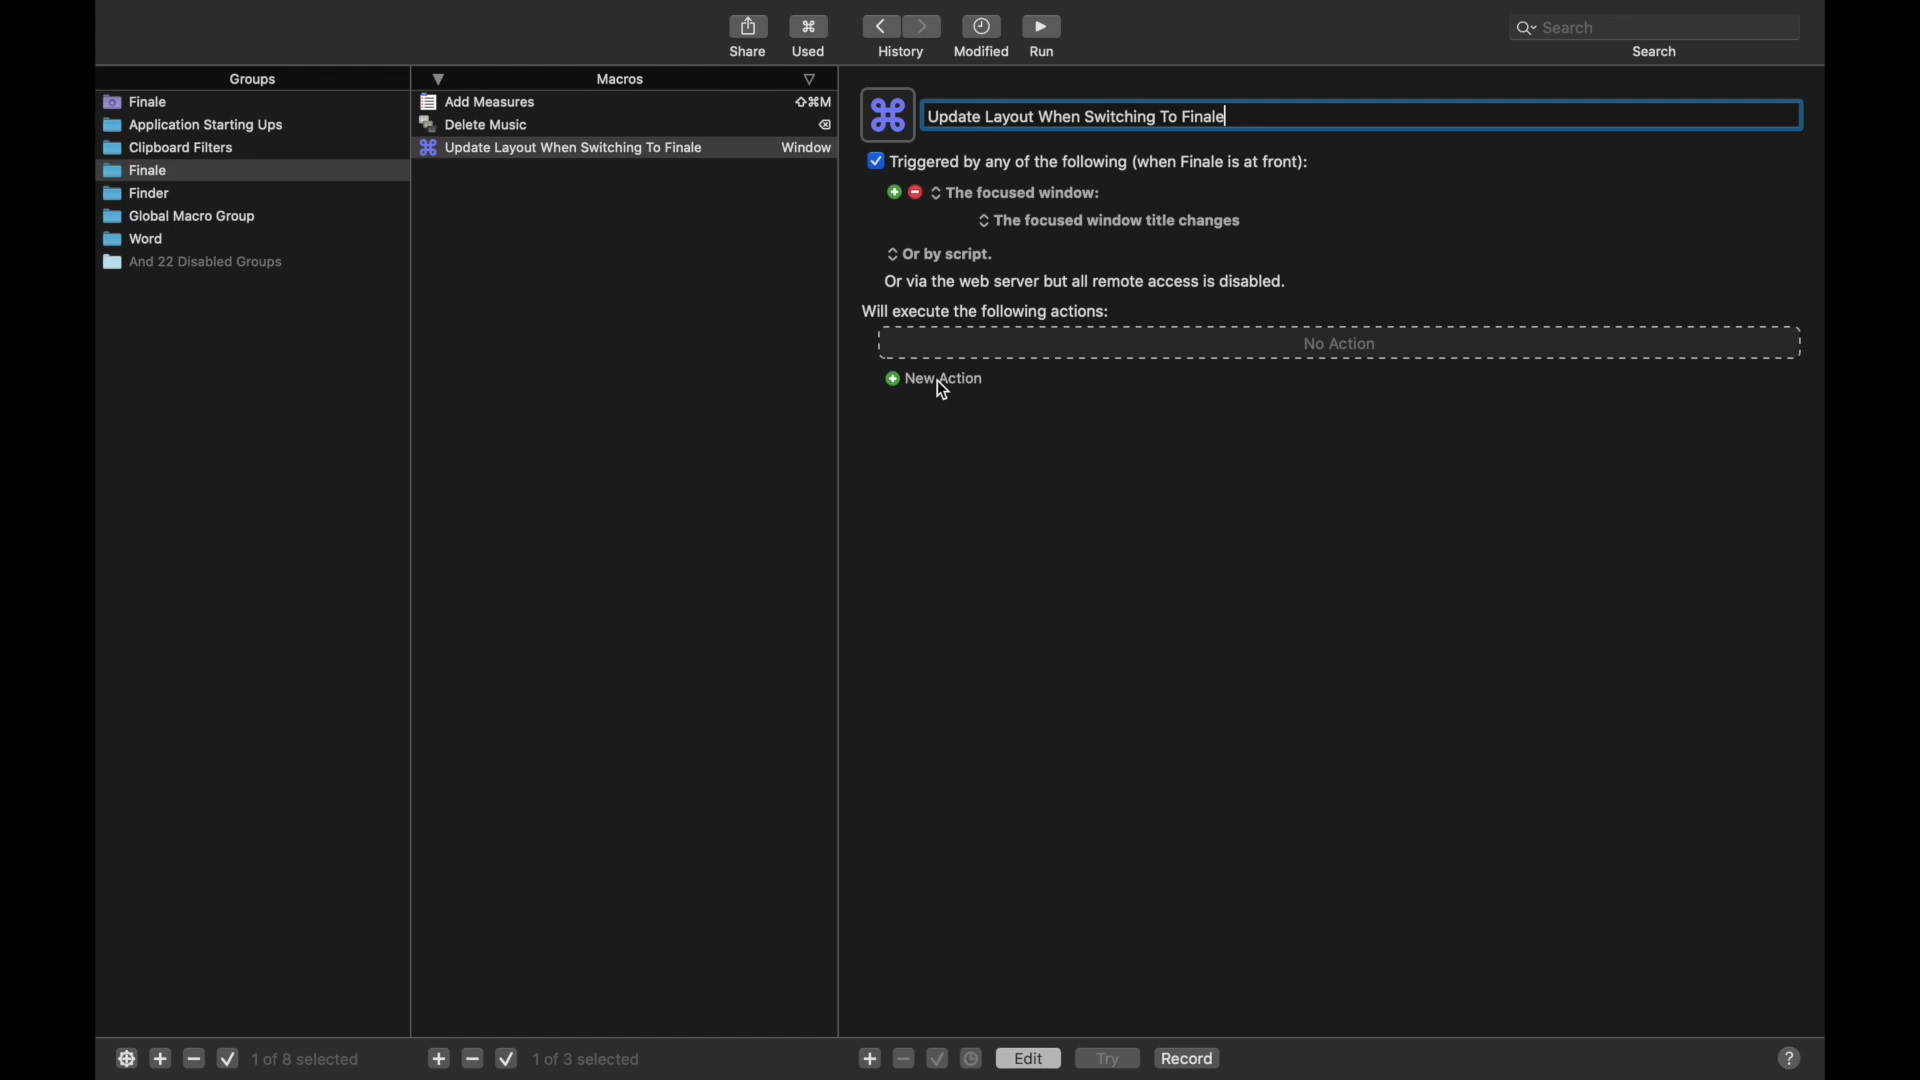 Share
Used
History
Modified
Run
Search
Search
Groups
Finale
Application Starting Ups
Clipboard Filters
Finale
Finder
Global Macro Group
Word
And 22 Disabled Groups
1 of 8 selected
Macros
Add Measures ⇧⌘M
Delete Music ⌫
Update Layout When Switching To Finale Window
1 of 3 selected
Update Layout When Switching To Finale
Triggered by any of the following (when Finale is at front):
The focused window:
The focused window title changes
Or by script.
Or via the web server but all remote access is disabled.
Will execute the following actions:
No Action
New Action
Edit
Try
Record
?